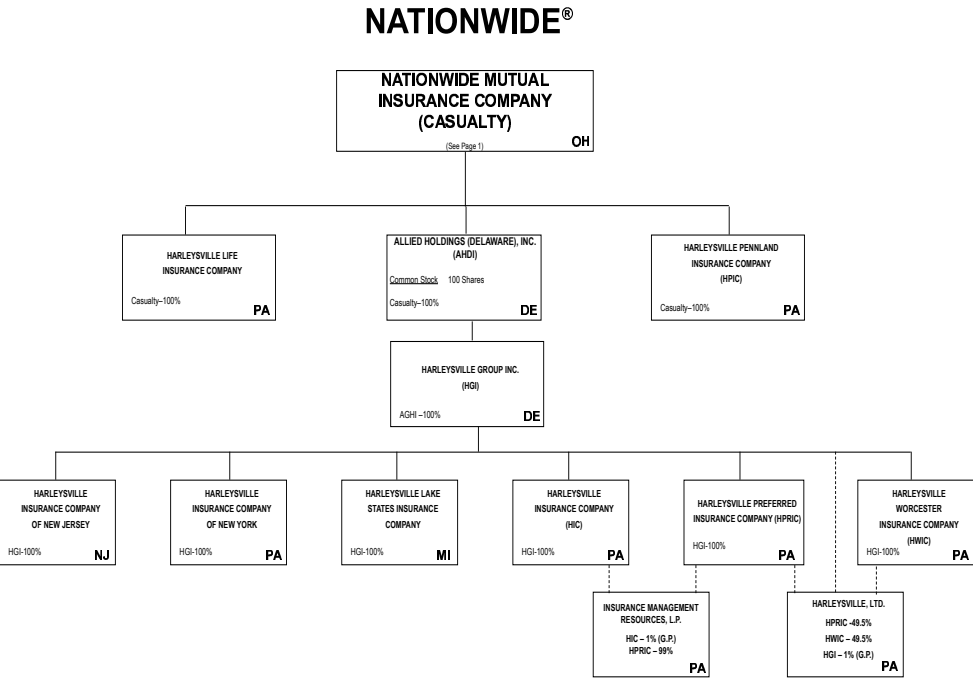 NATIONWIDE®
NATIONWIDE MUTUAL
INSURANCE COMPANY
(CASUALTY)
(See Page 1)
OH
HARLEYSVILLE LIFE
INSURANCE COMPANY
Casualty–100%
PA
ALLIED HOLDINGS (DELAWARE), INC.
(AHDI)
Common Stock 100 Shares
Casualty–100%
DE
HARLEYSVILLE PENNLAND
INSURANCE COMPANY
(HPIC)
Casualty–100%
PA
HARLEYSVILLE GROUP INC.
(HGI)
AGHI –100%
DE
HARLEYSVILLE
INSURANCE COMPANY
OF NEW JERSEY
HGI-100%
NJ
HARLEYSVILLE
INSURANCE COMPANY
OF NEW YORK
HGI-100%
PA
HARLEYSVILLE LAKE
STATES INSURANCE
COMPANY
HGI-100%
MI
HARLEYSVILLE
INSURANCE COMPANY
(HIC)
HGI-100%
PA
HARLEYSVILLE PREFERRED
INSURANCE COMPANY (HPRIC)
HGI-100%
PA
HARLEYSVILLE
WORCESTER
INSURANCE COMPANY
(HWIC)
HGI-100%
PA
INSURANCE MANAGEMENT
RESOURCES, L.P.
HIC – 1% (G.P.)
HPRIC – 99%
PA
HARLEYSVILLE, LTD.
HPRIC -49.5%
HWIC – 49.5%
HGI – 1% (G.P.)
PA